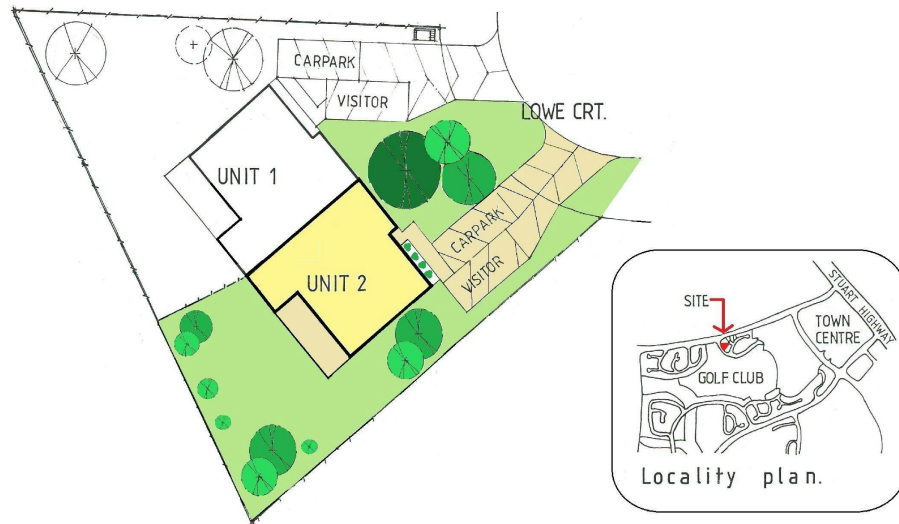 CARPARK
VISITOR
LOWE CRT.
UNIT 1
CARPARK
VISITOR
UNIT 2
STUART HIGHWAY
SITE
TOWN
CENTRE
GOLF CLUB
Locality plan.